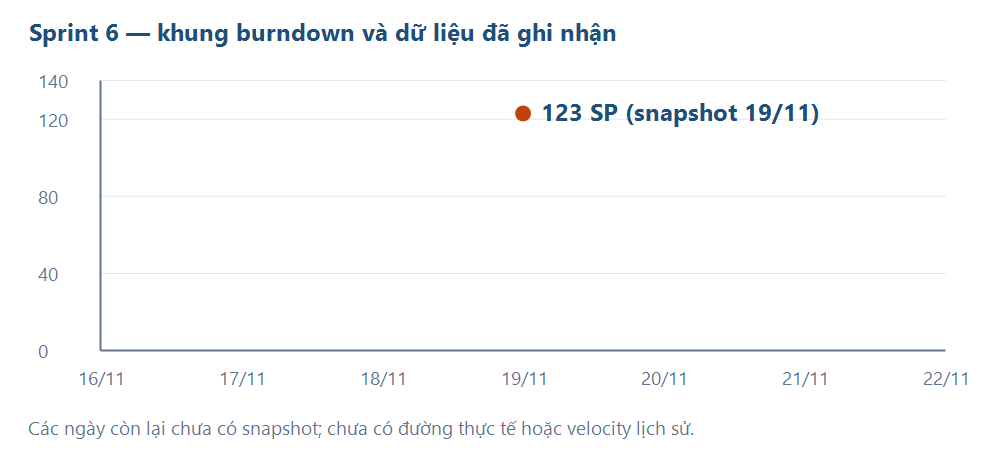 Sprint 6 — khung burndown và dữ liệu đã ghi nhận
140
123 SP (snapshot 19/11)
120
80
40
0
16/11 17/11 18/11 19/11 20/11 21/11 22/11
Các ngày còn lại chưa có snapshot; chưa có đường thực tế hoặc velocity lịch sử.